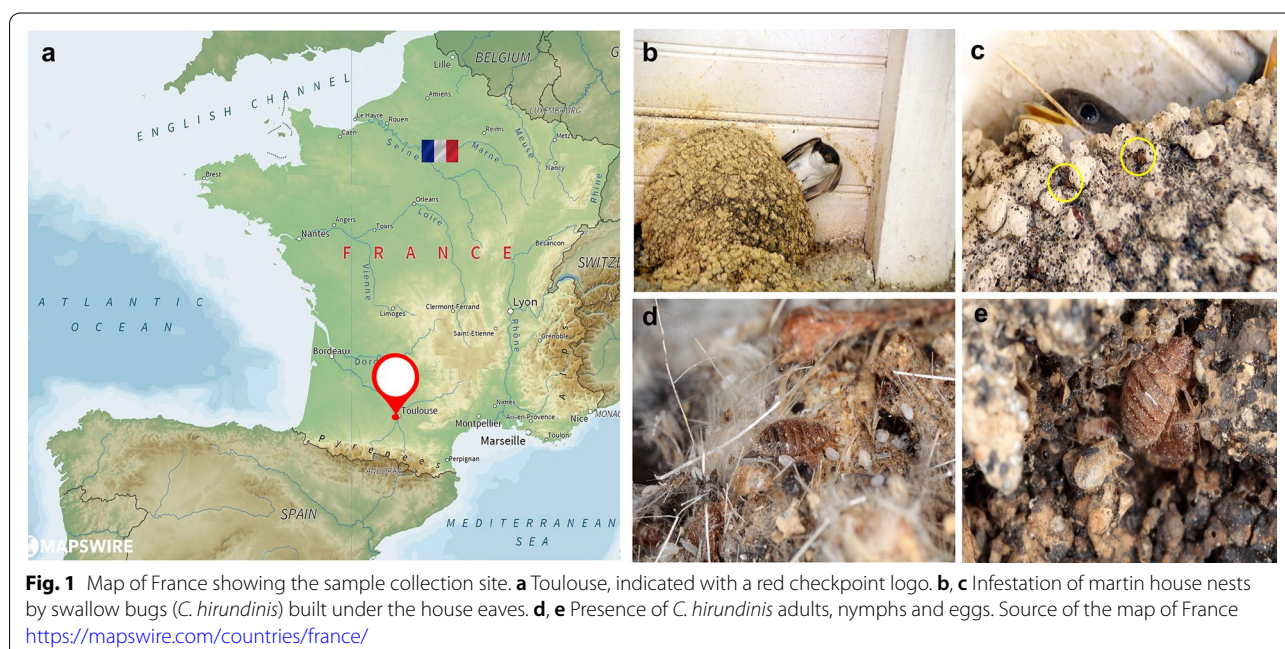 a
b
c
d
e
BELGIUM
G
Lille
ENGLISH CHANNEL
Amiens
LUXEMBOURG
Le Havre
Rouen
Caen
Reims
Meuse
Metz
Seine
Marne
Nancy
Brest
Rhine
Orleans
Loire
Angers
Tours
Nantes
Besancon
FRANCE
SWITZE
Vienne
ATLANTIC
OCEAN
Limoges
Clermont-Ferrand
Lyon
Saint-Etienne
Rhône
Grenoble
ALPS
Bordeaux
Dord
Toulouse
Nimes
Montpellier
Aix-en-Provence
Nice
MONAC
Marseille
Toulon
Pyrenees
Perpignan
ANDORRA
SPAIN
MEDITERRANEAN
SEA
MAPSWIRE
Fig. 1 Map of France showing the sample collection site. a Toulouse, indicated with a red checkpoint logo. b, c Infestation of martin house nests
by swallow bugs (C. hirundinis) built under the house eaves. d, e Presence of C. hirundinis adults, nymphs and eggs. Source of the map of France
https://mapswire.com/countries/france/